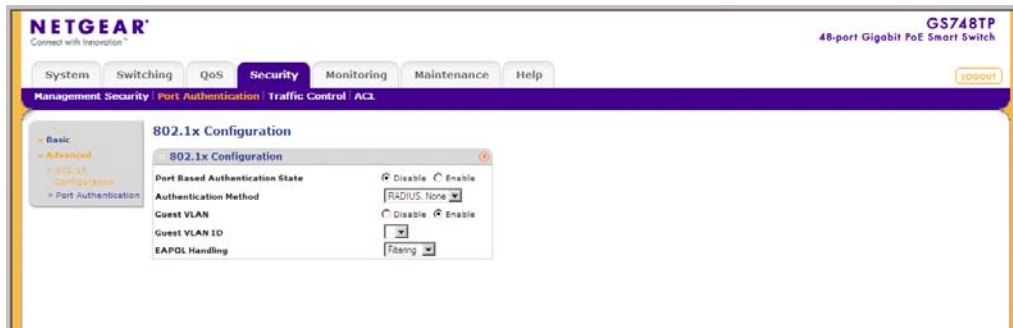 NETGEAR
Connect with Innovation™
GS748TP
48-port Gigabit PoE Smart Switch
System Switching QoS Security Monitoring Maintenance Help
LOGOUT
Management Security Port Authentication Traffic Control ACL
Basic
Advanced
802.1X
Configuration
Port Authentication
802.1x Configuration
802.1x Configuration
Port Based Authentication State Disable Enable
Authentication Method RADIUS, None
Guest VLAN Disable Enable
Guest VLAN ID
EAPOL Handling Filtering